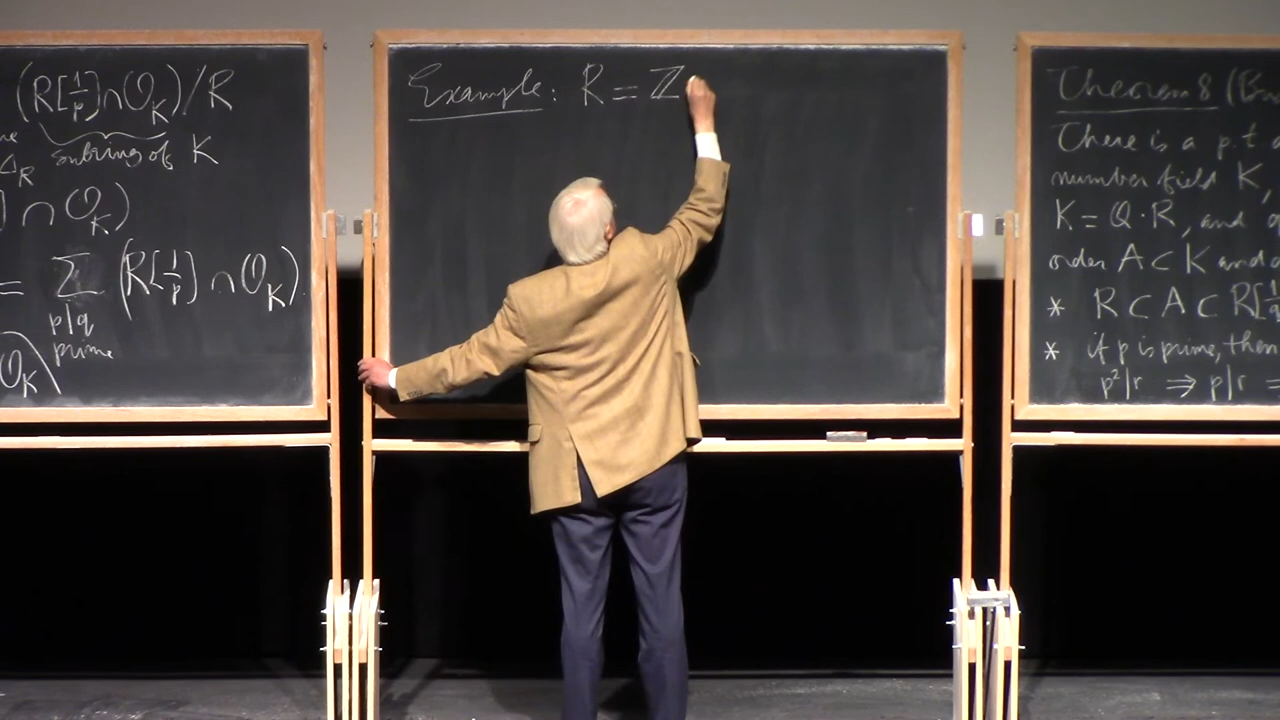 (R[1/p]∩𝒪_K)/R
Δ_R subring of K
] ∩ 𝒪_K)
= Σ (R[1/p] ∩ 𝒪_K).
p|q
prime
𝒪_K
Example: R = ℤ
Theorem 8 (B
There is a p.t.
number field K,
K = ℚ·R, and
order A ⊂ K and
* R ⊂ A ⊂ R[1/q
* if p is prime, then
p²|r ⇒ p|r =